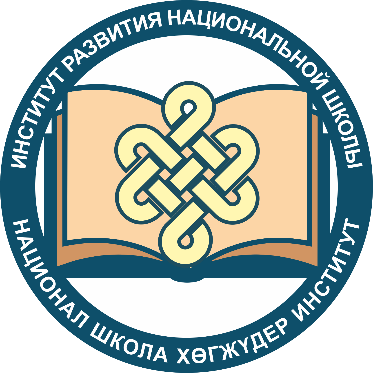 ИНСТИТУТ РАЗВИТИЯ НАЦИОНАЛЬНОЙ ШКОЛЫ
НАЦИОНАЛ ШКОЛА ХӨГЖҮДЕР ИНСТИТУТ